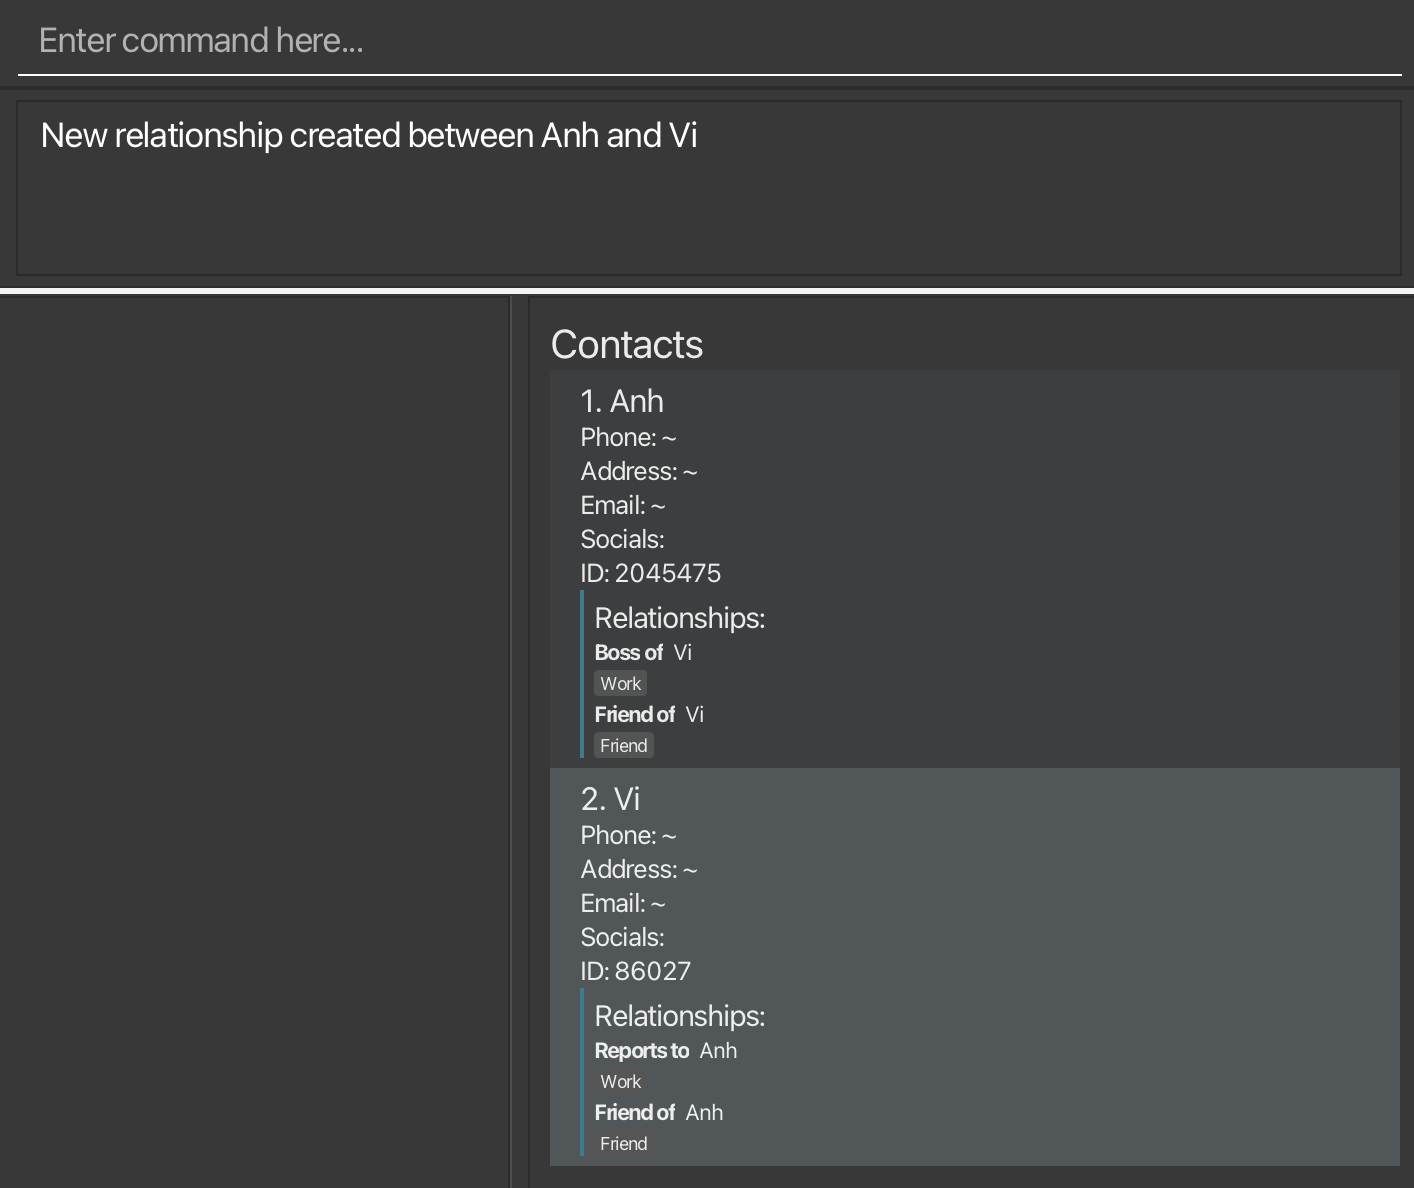 Enter command here...
New relationship created between Anh and Vi
Contacts
1. Anh
Phone: ~
Address: ~
Email: ~
Socials:
ID: 2045475
Relationships:
Boss of Vi
Work
Friend of Vi
Friend
2. Vi
Phone: ~
Address: ~
Email: ~
Socials:
ID: 86027
Relationships:
Reports to Anh
Work
Friend of Anh
Friend